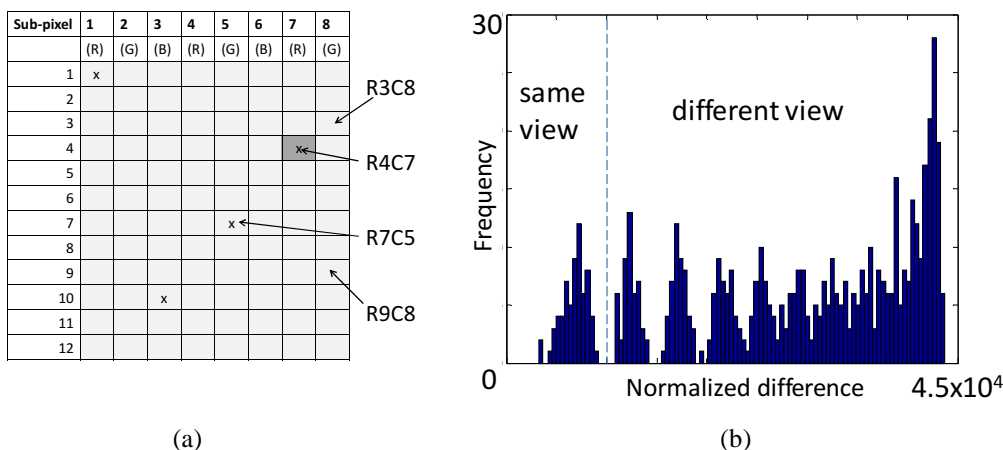 Sub-pixel 1 2 3 4 5 6 7 8
(R) (G) (B) (R) (G) (B) (R) (G)
1 x
2
3
4 x
5
6
7 x
8
9
10 x
11
12
R3C8
R4C7
R7C5
R9C8
(a)
30
same
view
different view
Frequency
0
Normalized difference
4.5x10⁴
(b)